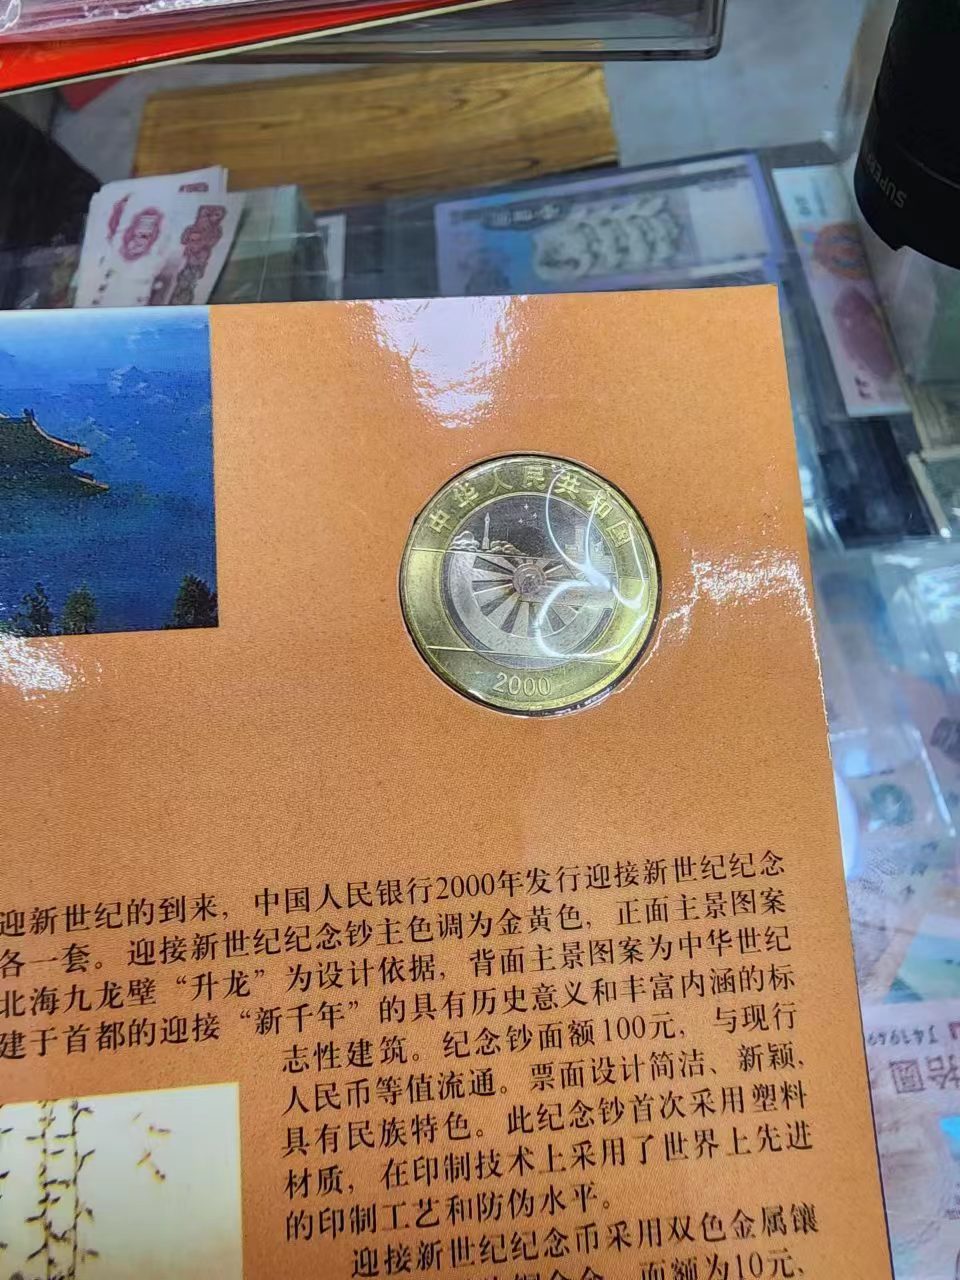 SUPER
中华人民共和国
2000
迎新世纪的到来，中国人民银行2000年发行迎接新世纪纪念
各一套。迎接新世纪纪念钞主色调为金黄色，正面主景图案
北海九龙壁“升龙”为设计依据，背面主景图案为中华世纪
建于首都的迎接“新千年”的具有历史意义和丰富内涵的标
志性建筑。纪念钞面额100元，与现行
人民币等值流通。票面设计简洁、新颖，
具有民族特色。此纪念钞首次采用塑料
材质，在印制技术上采用了世界上先进
的印制工艺和防伪水平。
迎接新世纪纪念币采用双色金属镶
面额为10元，
拾圆